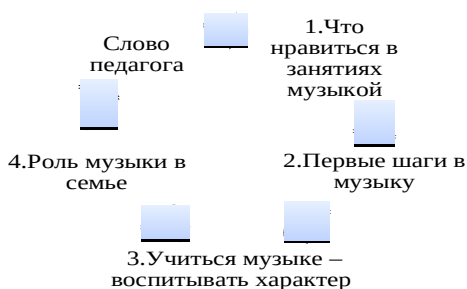 Слово
педагога
1.Что
нравиться в
занятиях
музыкой
2.Первые шаги в
музыку
3.Учиться музыке –
воспитывать характер
4.Роль музыки в
семье